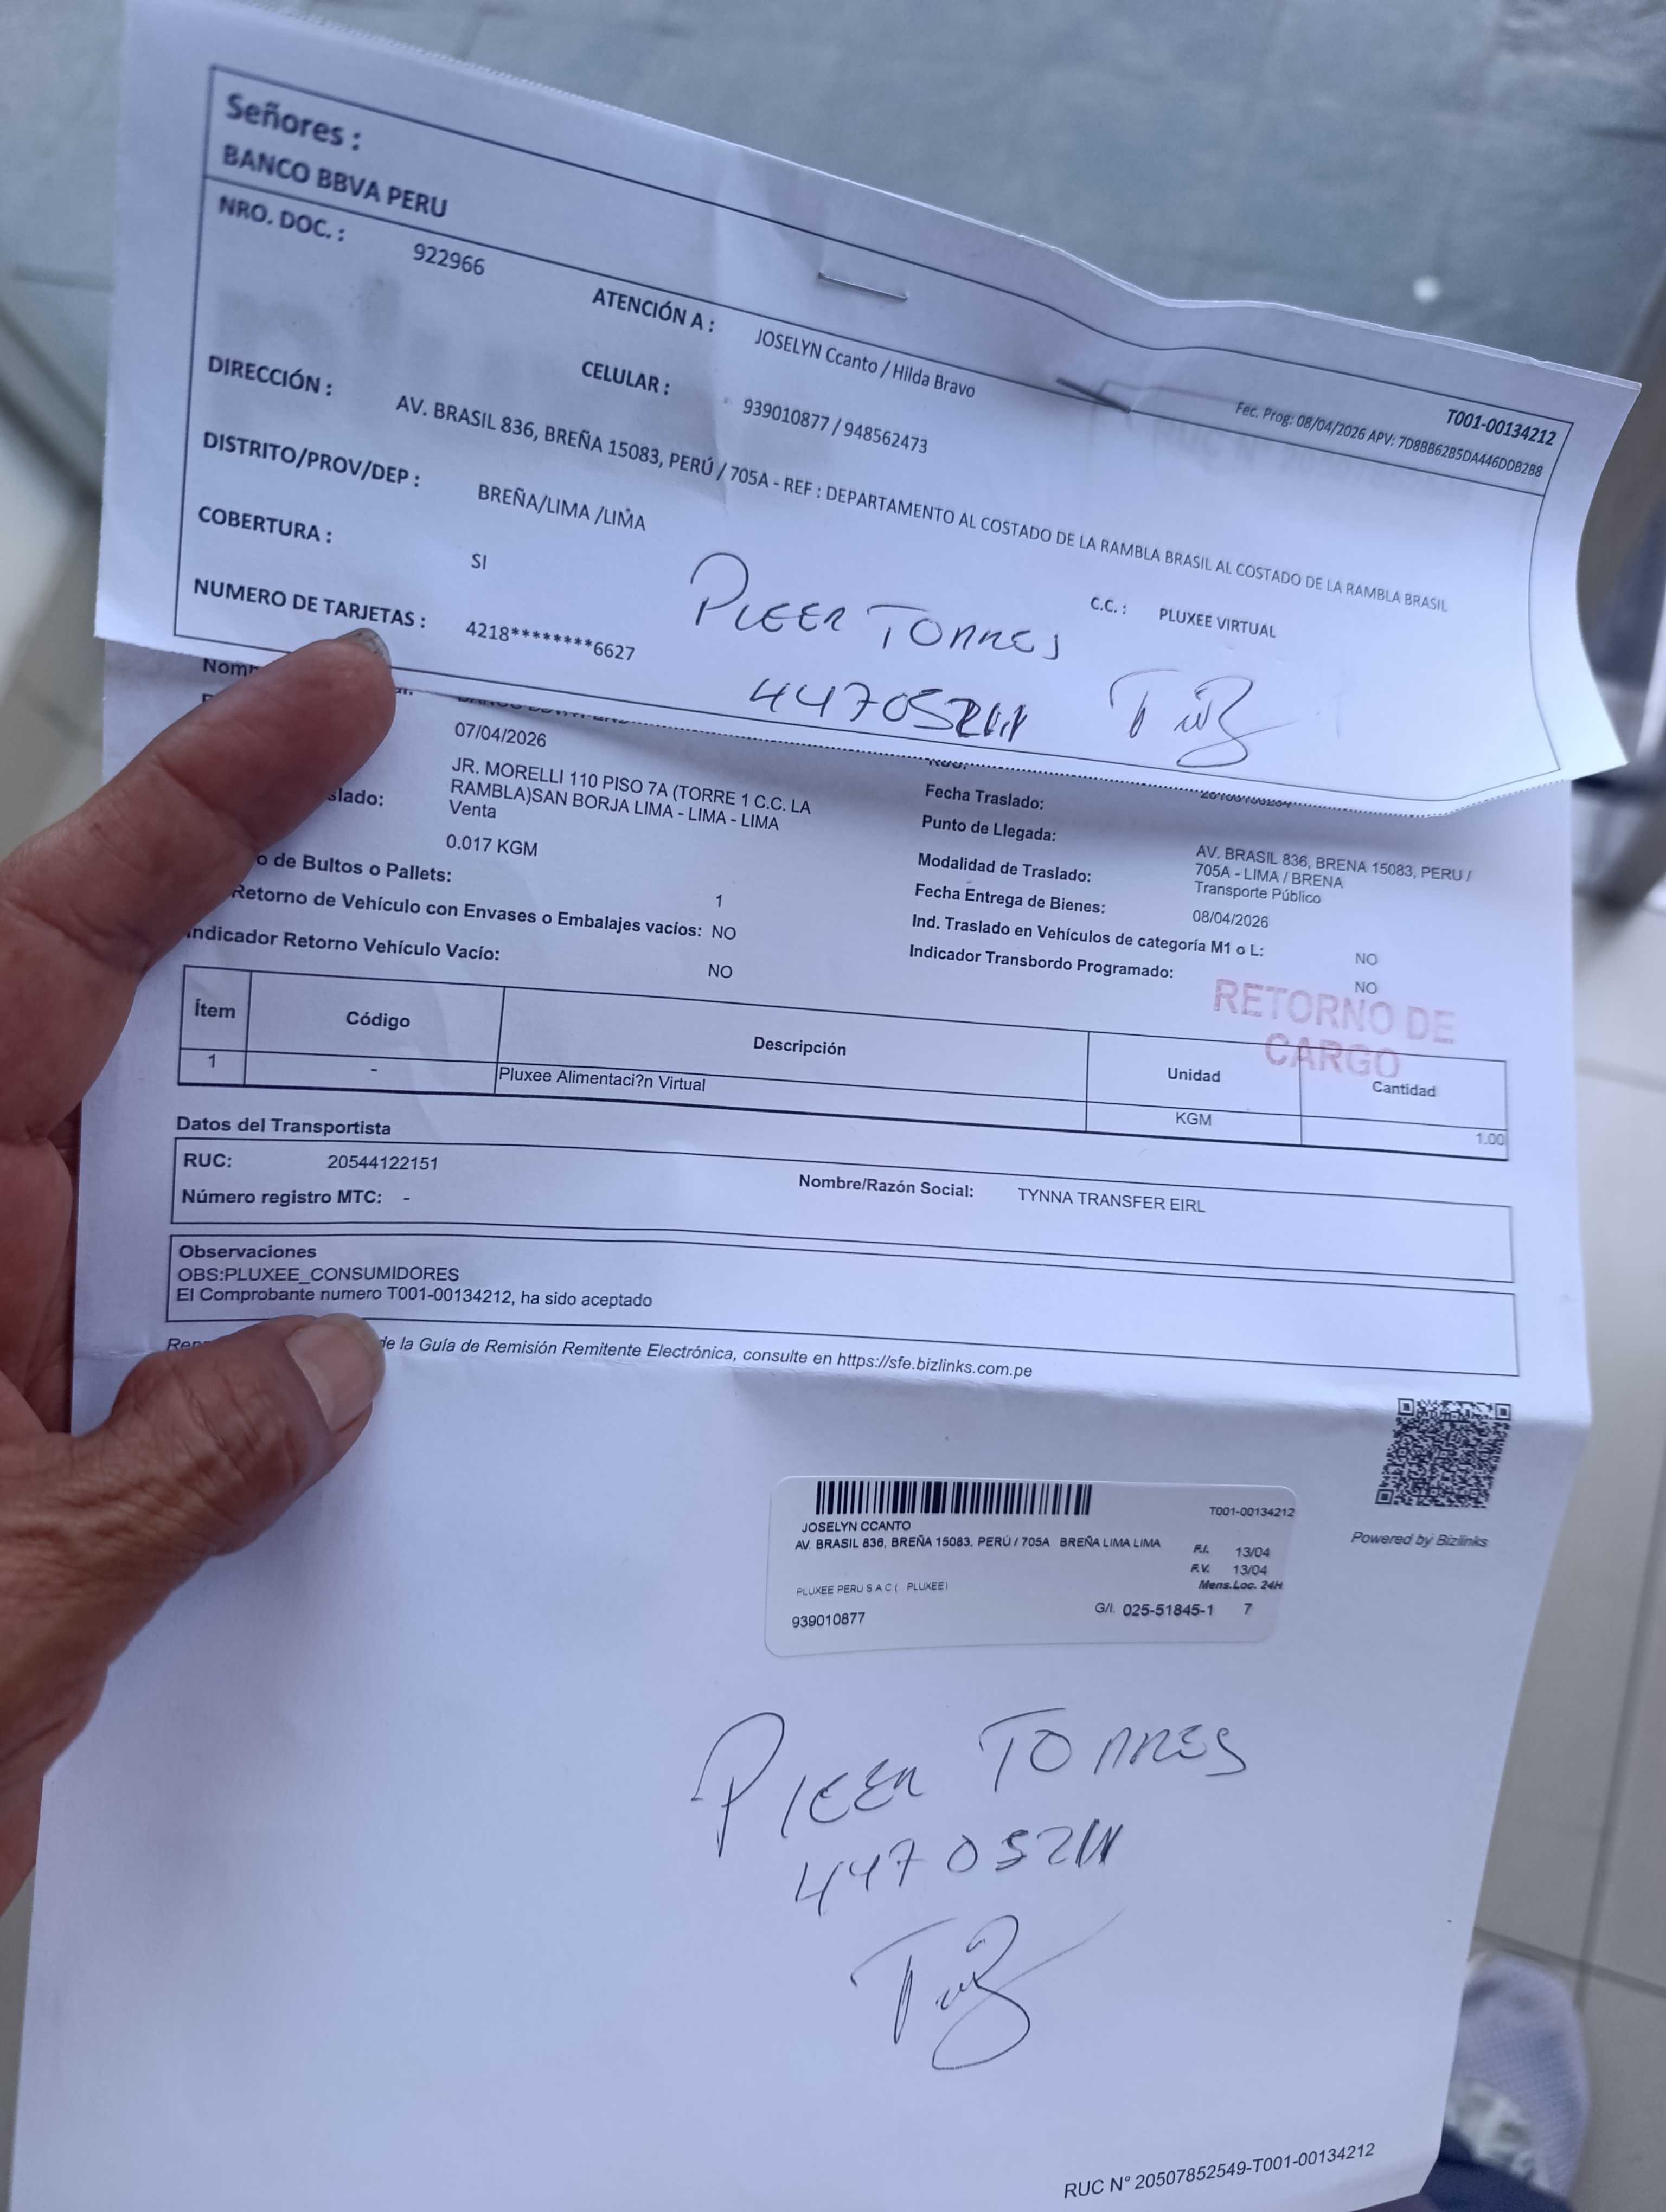 Señores :
BANCO BBVA PERU
T001-00134212
NRO. DOC. : 922966 ATENCIÓN A : JOSELYN Ccanto / Hilda Bravo Fec. Prog: 08/04/2026 APV: 7D8BB62B5DA446DDB2B8
CELULAR : 939010877 / 948562473
DIRECCIÓN : AV. BRASIL 836, BREÑA 15083, PERÚ / 705A - REF : DEPARTAMENTO AL COSTADO DE LA RAMBLA BRASIL AL COSTADO DE LA RAMBLA BRASIL
DISTRITO/PROV/DEP : BREÑA/LIMA /LIMA
COBERTURA : SI C.C. : PLUXEE VIRTUAL
NUMERO DE TARJETAS : 4218********6627
PIEER TORRES
07/04/2026 Fecha Traslado:
JR. MORELLI 110 PISO 7A (TORRE 1 C.C. LA Punto de Llegada: AV. BRASIL 836, BRENA 15083, PERU /
RAMBLA)SAN BORJA LIMA - LIMA - LIMA 705A - LIMA / BRENA
slado: Venta Modalidad de Traslado: Transporte Público
0.017 KGM Fecha Entrega de Bienes: 08/04/2026
o de Bultos o Pallets: 1 Ind. Traslado en Vehículos de categoría M1 o L: NO
Retorno de Vehículo con Envases o Embalajes vacíos: NO Indicador Transbordo Programado: NO
Indicador Retorno Vehículo Vacío: NO
RETORNO DE
CARGO
Ítem Código Descripción Unidad Cantidad
1 - Pluxee Alimentaci?n Virtual KGM 1.00
Datos del Transportista
RUC: 20544122151 Nombre/Razón Social: TYNNA TRANSFER EIRL
Número registro MTC: -
Observaciones
OBS:PLUXEE_CONSUMIDORES
El Comprobante numero T001-00134212, ha sido aceptado
de la Guía de Remisión Remitente Electrónica, consulte en https://sfe.bizlinks.com.pe
Powered by Bizlinks
T001-00134212
JOSELYN CCANTO
AV. BRASIL 836, BREÑA 15083. PERÚ / 705A BREÑA LIMA LIMA
F.I. 13/04
F.V. 13/04
PLUXEE PERU S A C ( PLUXEE) Mens.Loc. 24H
939010877 G/I. 025-51845-1 7
PIEER TORRES
RUC N° 20507852549-T001-00134212